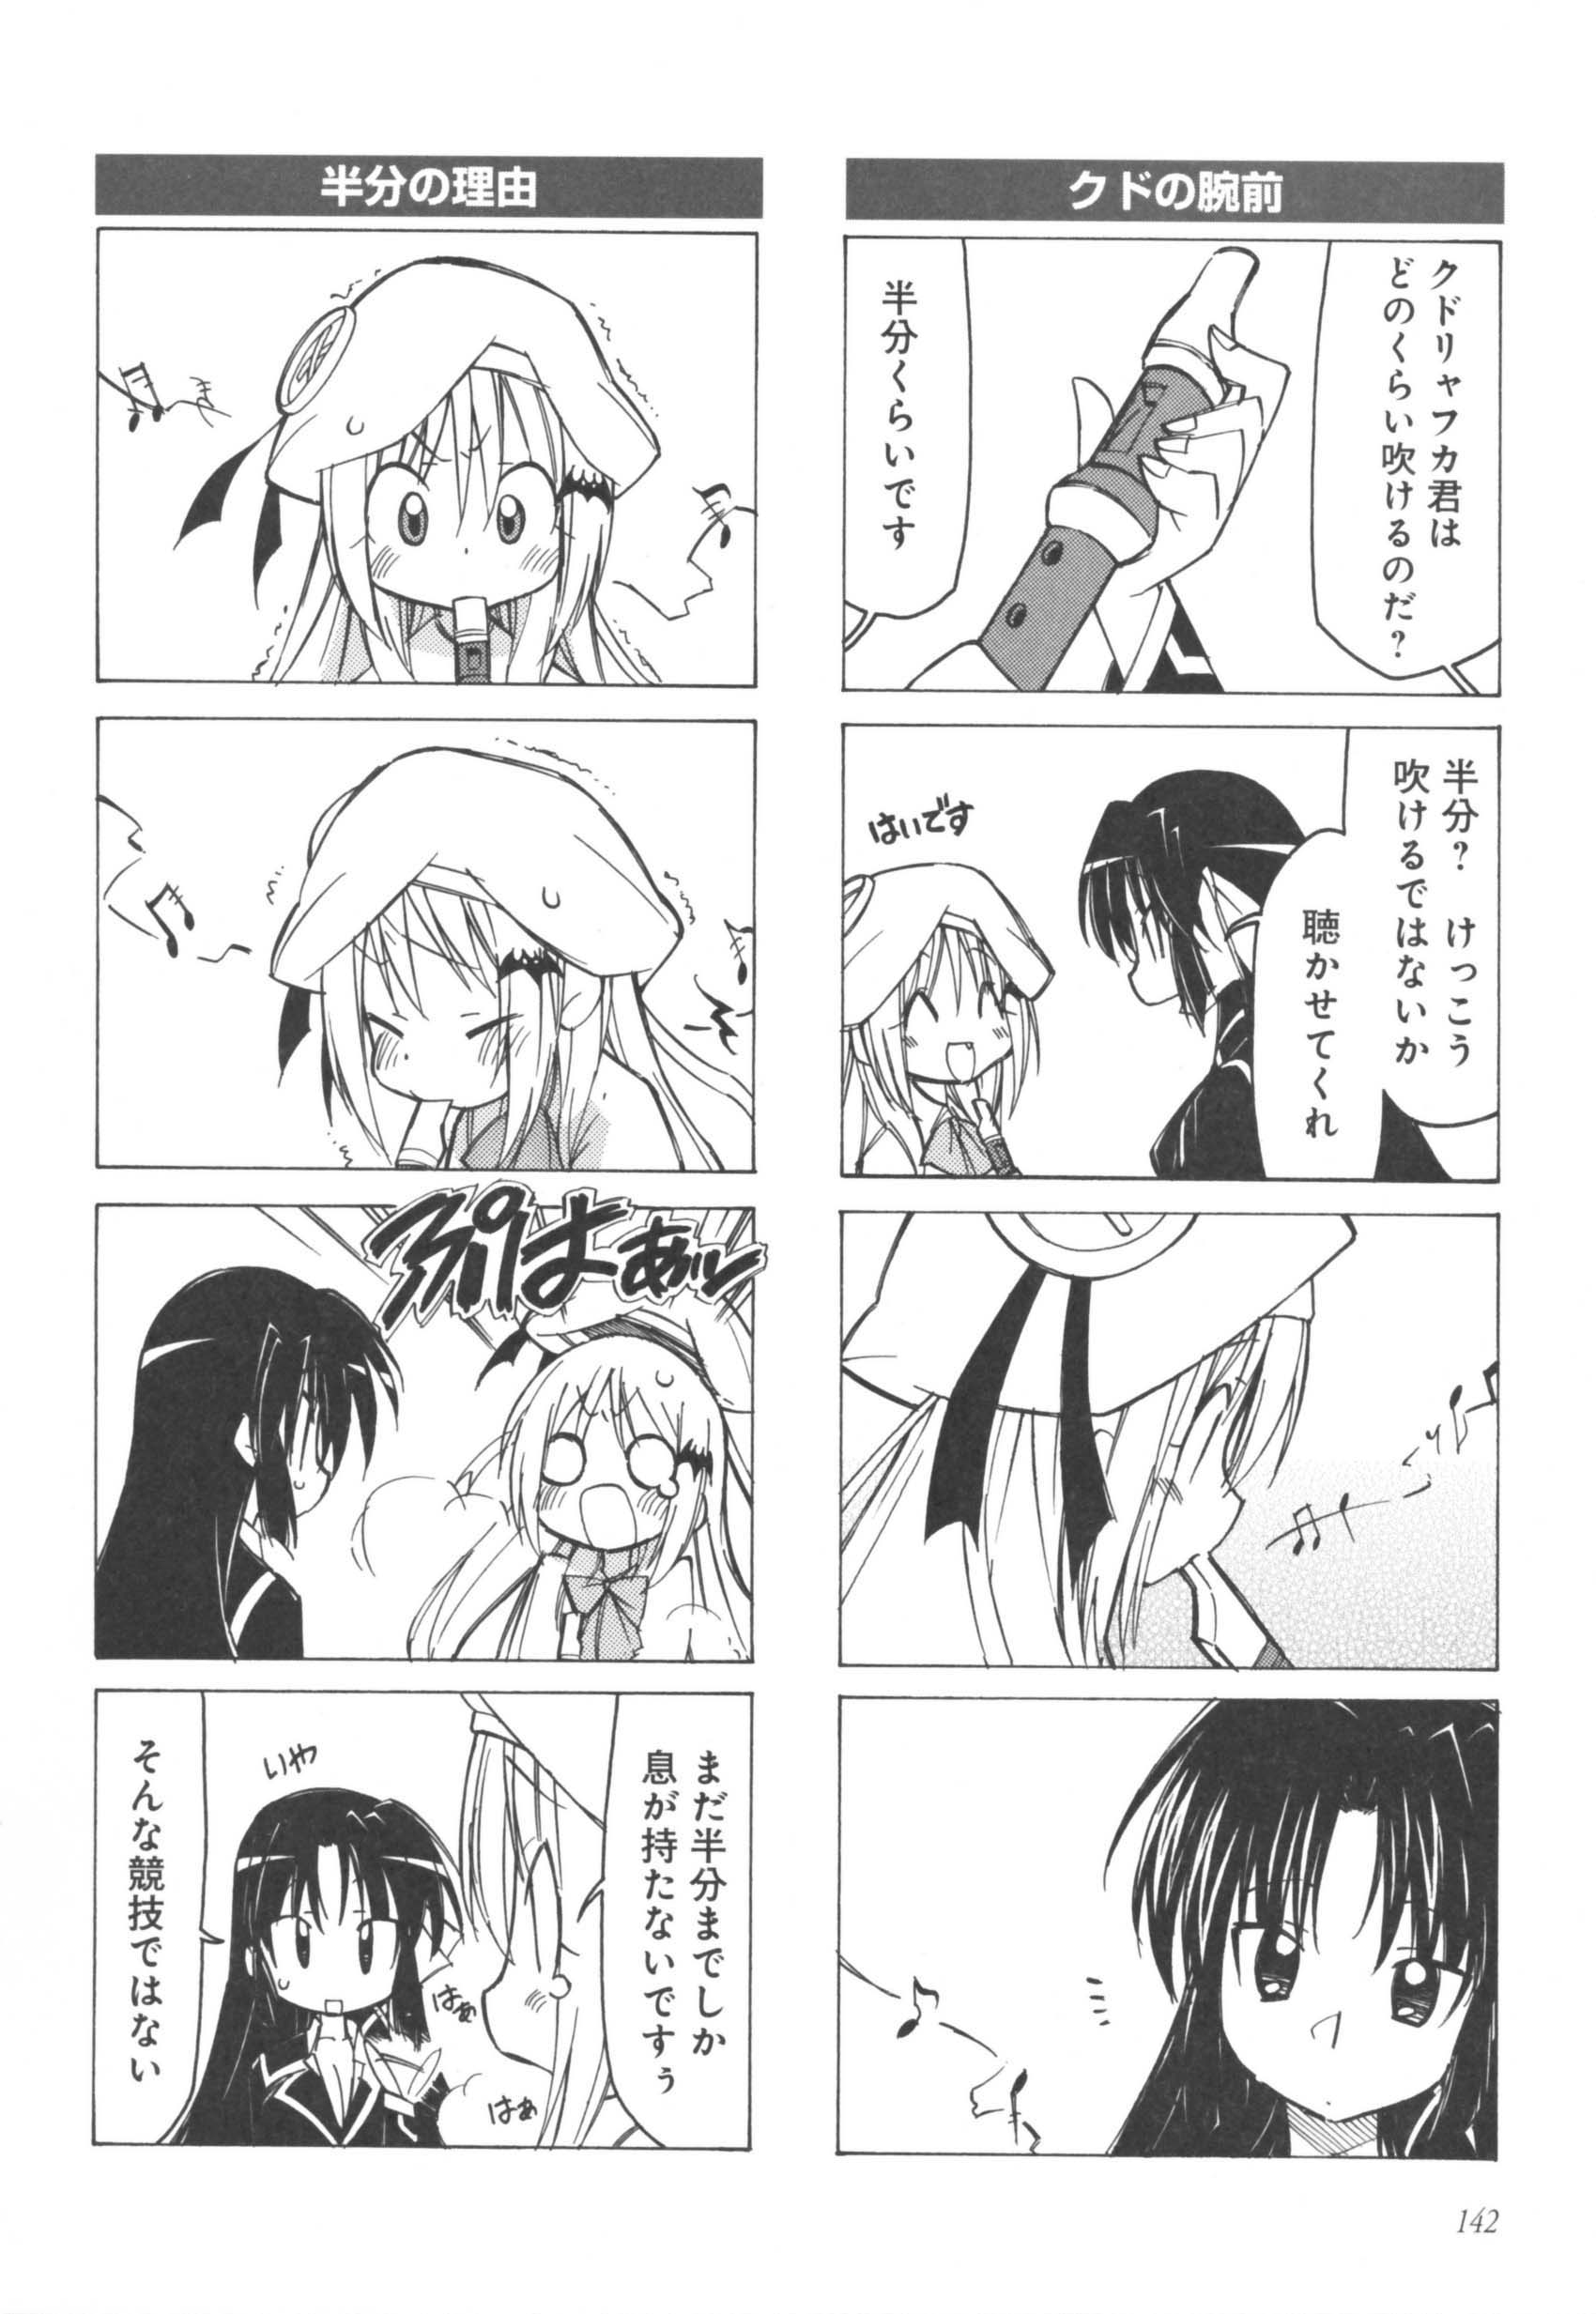 クドの腕前
クドリャフカ君は
どのくらい吹けるのだ?
半分くらいです
半分? けっこう
吹けるではないか
聴かせてくれ
はいです
半分の理由
ぷはぁッ
まだ半分までしか
息が持たないですぅ
はぁ
はぁ
いや
そんな競技ではない
142